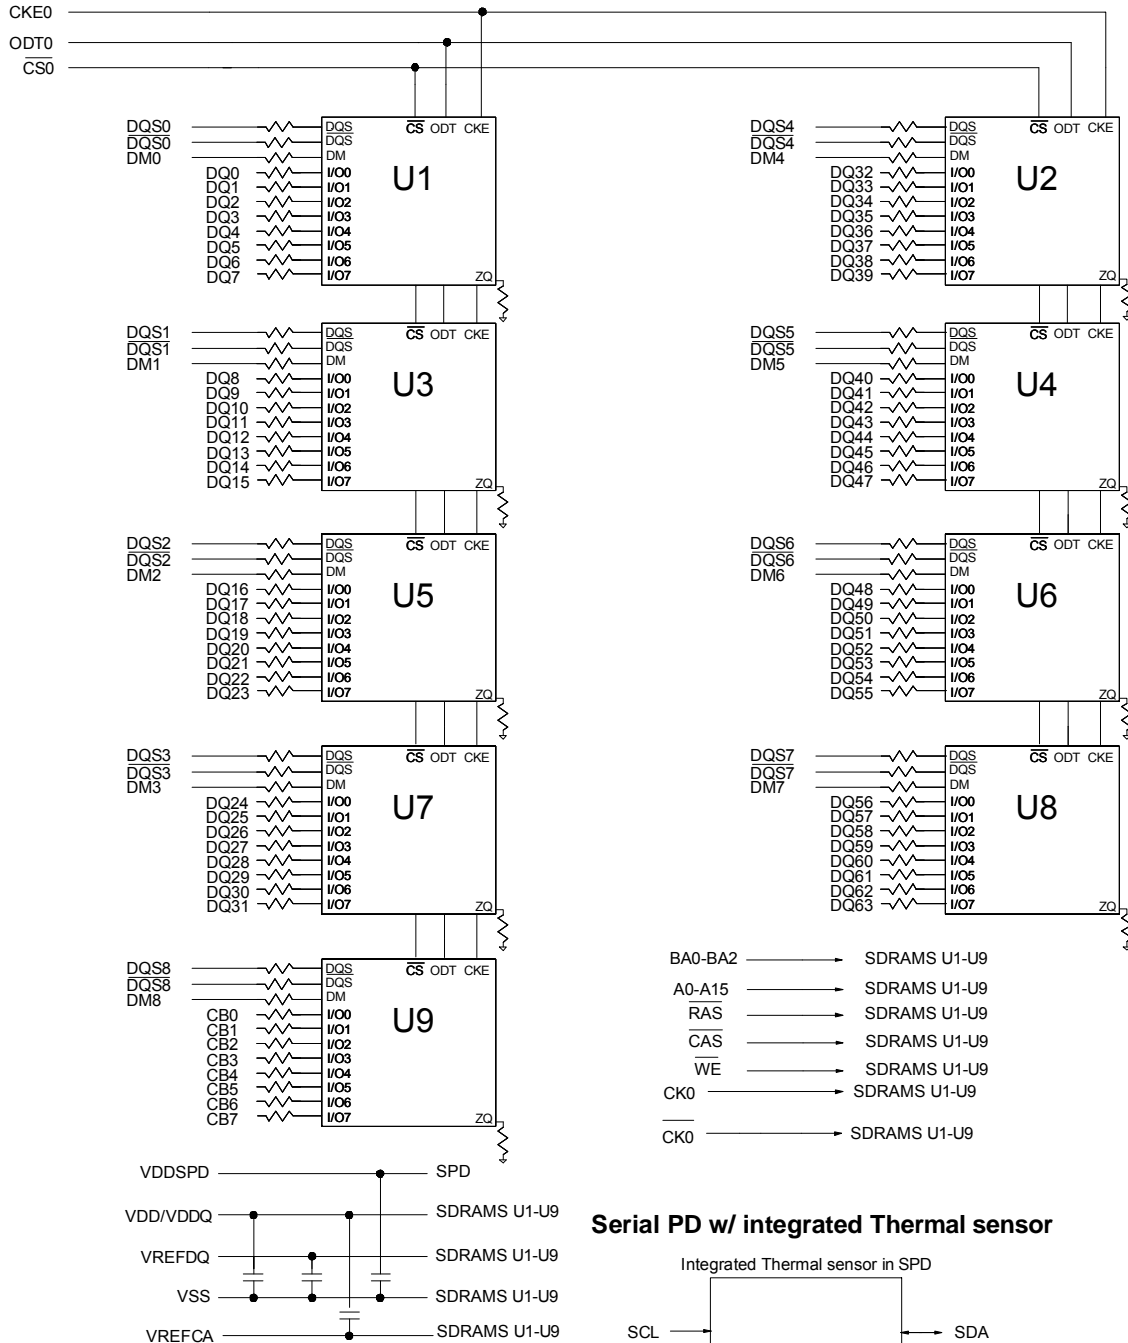 CKE0
ODT0
CS0
DQS0
DQS0
DM0
DQ0
DQ1
DQ2
DQ3
DQ4
DQ5
DQ6
DQ7
DQS
DQS
DM
I/O0
I/O1
I/O2
I/O3
I/O4
I/O5
I/O6
I/O7
CS ODT CKE
U1
ZQ
DQS4
DQS4
DM4
DQ32
DQ33
DQ34
DQ35
DQ36
DQ37
DQ38
DQ39
DQS
DQS
DM
I/O0
I/O1
I/O2
I/O3
I/O4
I/O5
I/O6
I/O7
CS ODT CKE
U2
ZQ
DQS1
DQS1
DM1
DQ8
DQ9
DQ10
DQ11
DQ12
DQ13
DQ14
DQ15
DQS
DQS
DM
I/O0
I/O1
I/O2
I/O3
I/O4
I/O5
I/O6
I/O7
CS ODT CKE
U3
ZQ
DQS5
DQS5
DM5
DQ40
DQ41
DQ42
DQ43
DQ44
DQ45
DQ46
DQ47
DQS
DQS
DM
I/O0
I/O1
I/O2
I/O3
I/O4
I/O5
I/O6
I/O7
CS ODT CKE
U4
ZQ
DQS2
DQS2
DM2
DQ16
DQ17
DQ18
DQ19
DQ20
DQ21
DQ22
DQ23
DQS
DQS
DM
I/O0
I/O1
I/O2
I/O3
I/O4
I/O5
I/O6
I/O7
CS ODT CKE
U5
ZQ
DQS6
DQS6
DM6
DQ48
DQ49
DQ50
DQ51
DQ52
DQ53
DQ54
DQ55
DQS
DQS
DM
I/O0
I/O1
I/O2
I/O3
I/O4
I/O5
I/O6
I/O7
CS ODT CKE
U6
ZQ
DQS3
DQS3
DM3
DQ24
DQ25
DQ26
DQ27
DQ28
DQ29
DQ30
DQ31
DQS
DQS
DM
I/O0
I/O1
I/O2
I/O3
I/O4
I/O5
I/O6
I/O7
CS ODT CKE
U7
ZQ
DQS7
DQS7
DM7
DQ56
DQ57
DQ58
DQ59
DQ60
DQ61
DQ62
DQ63
DQS
DQS
DM
I/O0
I/O1
I/O2
I/O3
I/O4
I/O5
I/O6
I/O7
CS ODT CKE
U8
ZQ
DQS8
DQS8
DM8
CB0
CB1
CB2
CB3
CB4
CB5
CB6
CB7
DQS
DQS
DM
I/O0
I/O1
I/O2
I/O3
I/O4
I/O5
I/O6
I/O7
CS ODT CKE
U9
ZQ
BA0-BA2 SDRAMS U1-U9
A0-A15 SDRAMS U1-U9
RAS SDRAMS U1-U9
CAS SDRAMS U1-U9
WE SDRAMS U1-U9
CK0 SDRAMS U1-U9
CK0 SDRAMS U1-U9
VDDSPD SPD
VDD/VDDQ SDRAMS U1-U9
VREFDQ SDRAMS U1-U9
VSS SDRAMS U1-U9
VREFCA SDRAMS U1-U9
Serial PD w/ integrated Thermal sensor
Integrated Thermal sensor in SPD
SCL SDA